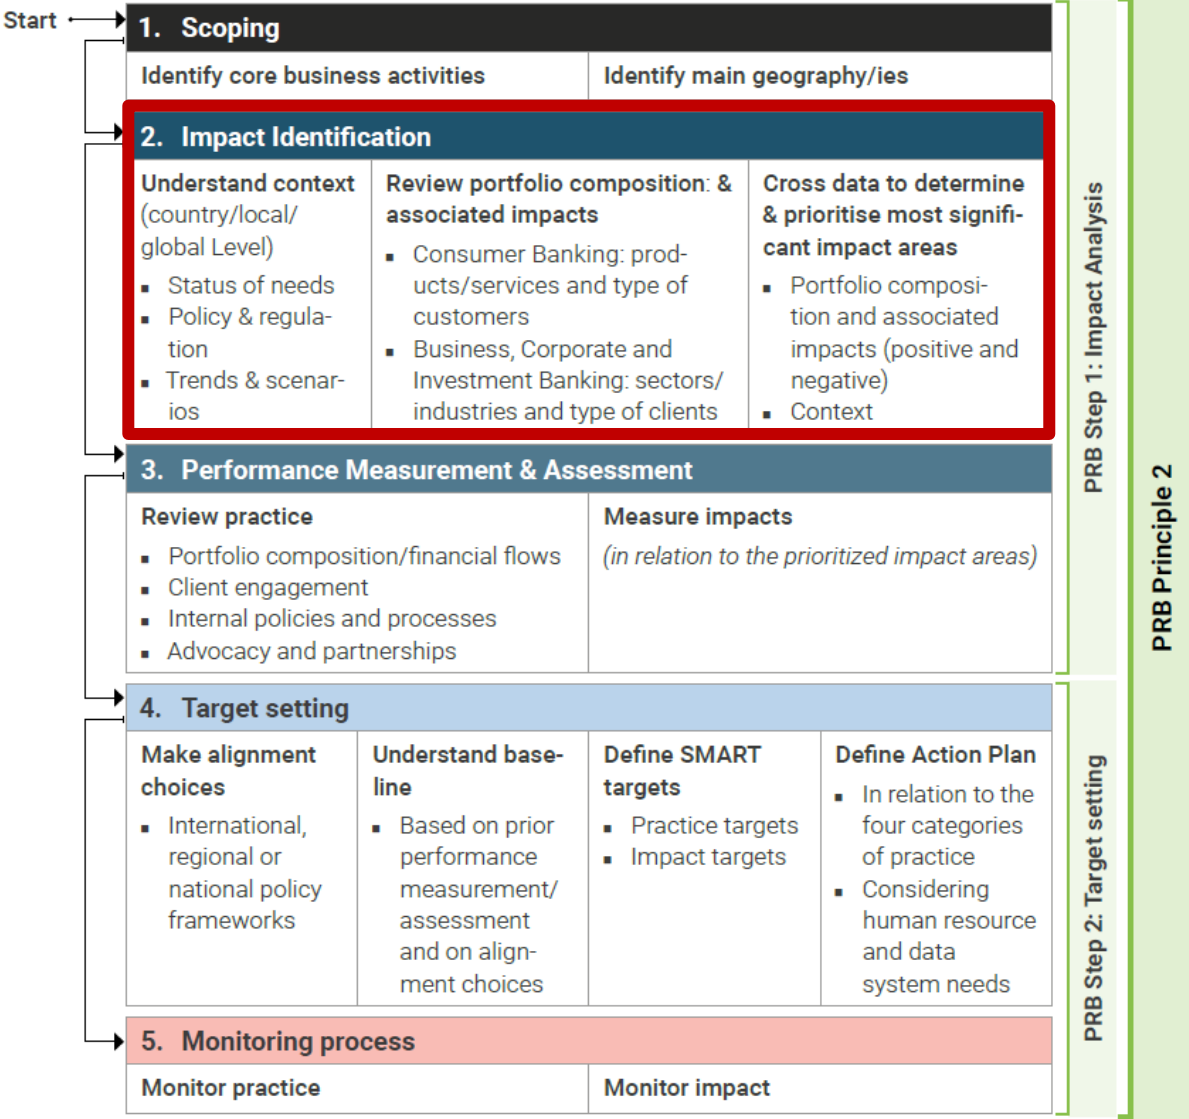 Start
1. Scoping
Identify core business activities
Identify main geography/ies
2. Impact Identification
Understand context
(country/local/
global Level)
▪ Status of needs
▪ Policy & regula-
tion
▪ Trends & scenar-
ios
Review portfolio composition: &
associated impacts
▪ Consumer Banking: prod-
ucts/services and type of
customers
▪ Business, Corporate and
Investment Banking: sectors/
industries and type of clients
Cross data to determine
& prioritise most signifi-
cant impact areas
▪ Portfolio composi-
tion and associated
impacts (positive and
negative)
▪ Context
3. Performance Measurement & Assessment
Review practice
▪ Portfolio composition/financial flows
▪ Client engagement
▪ Internal policies and processes
▪ Advocacy and partnerships
Measure impacts
(in relation to the prioritized impact areas)
4. Target setting
Make alignment
choices
▪ International,
regional or
national policy
frameworks
Understand base-
line
▪ Based on prior
performance
measurement/
assessment
and on align-
ment choices
Define SMART
targets
▪ Practice targets
▪ Impact targets
Define Action Plan
▪ In relation to the
four categories
of practice
▪ Considering
human resource
and data
system needs
5. Monitoring process
Monitor practice
Monitor impact
PRB Step 1: Impact Analysis
PRB Step 2: Target setting
PRB Principle 2